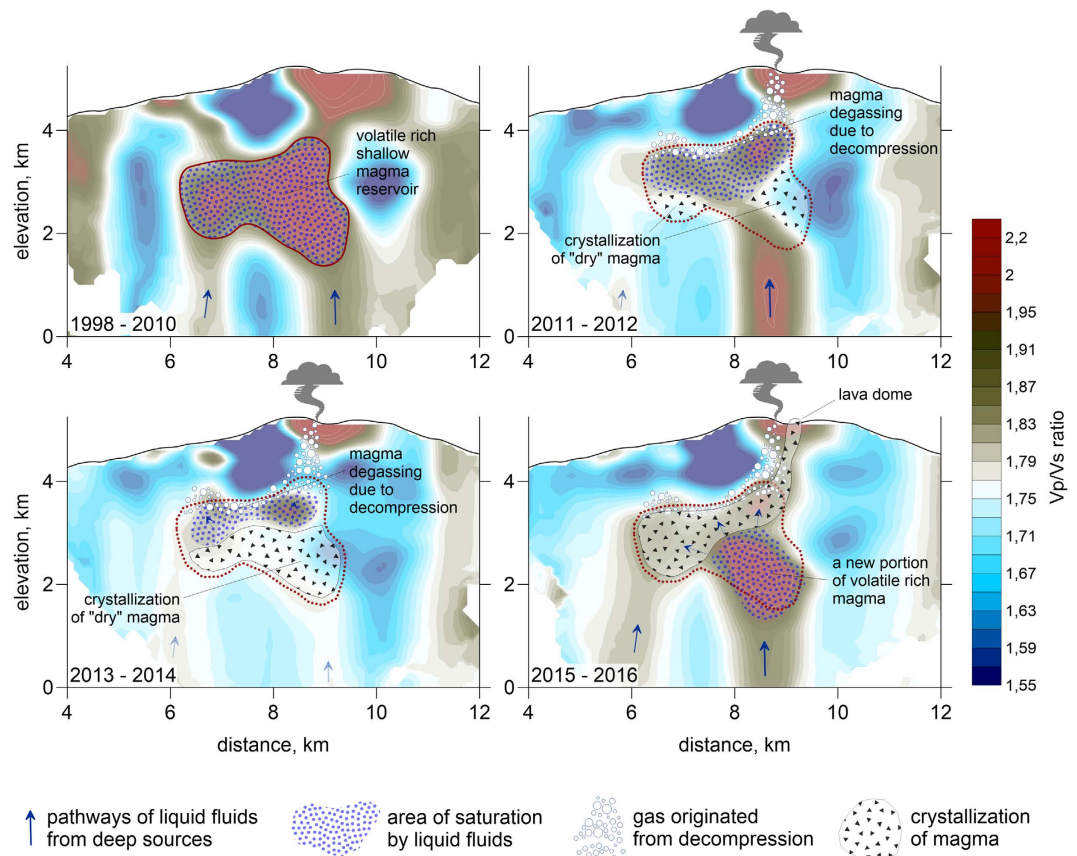 elevation, km
4
2
0
volatile rich
shallow
magma
reservoir
1998 - 2010
4 6 8 10 12
4
2
0
magma
degassing
due to
decompression
crystallization
of "dry" magma
2011 - 2012
4 6 8 10 12
elevation, km
4
2
0
magma
degassing
due to
decompression
crystallization
of "dry" magma
2013 - 2014
4 6 8 10 12
distance, km
lava dome
4
2
0
a new portion
of volatile rich
magma
2015 - 2016
4 6 8 10 12
distance, km
2,2
2
1,95
1,91
1,87
1,83
1,79
1,75
1,71
1,67
1,63
1,59
1,55
Vp/Vs ratio
pathways of liquid fluids
from deep sources
area of saturation
by liquid fluids
gas originated
from decompression
crystallization
of magma